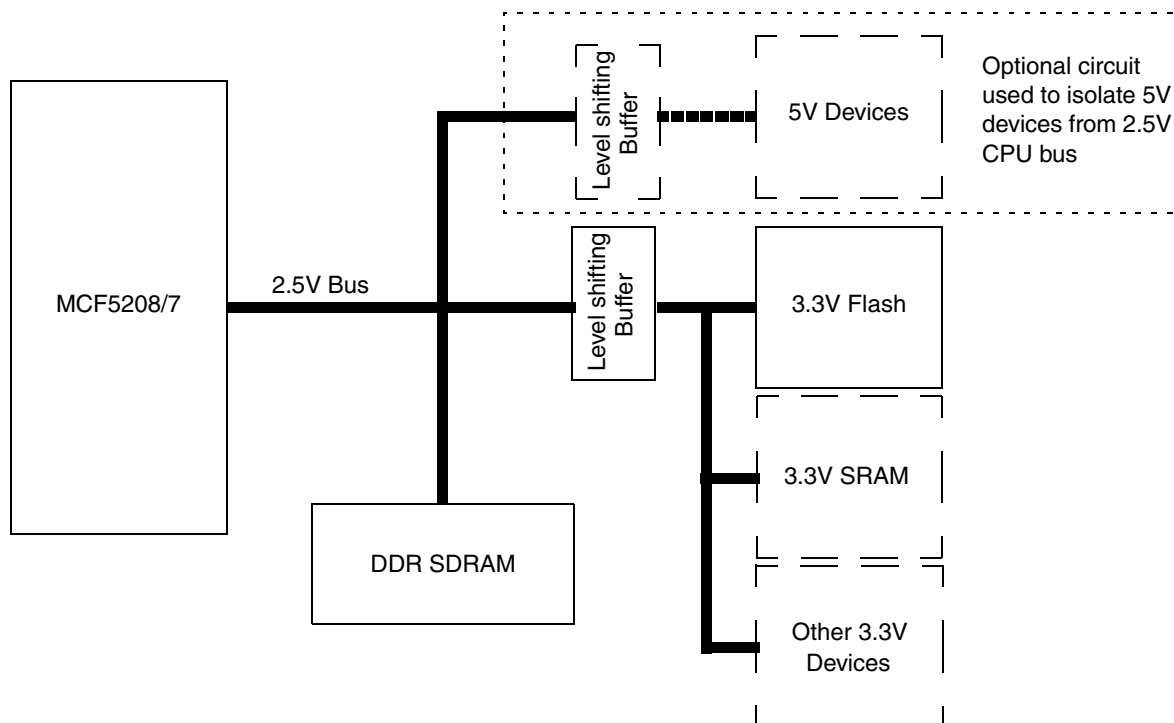 Level shifting
Buffer
5V Devices
Optional circuit
used to isolate 5V
devices from 2.5V
CPU bus
MCF5208/7
2.5V Bus
Level shifting
Buffer
3.3V Flash
3.3V SRAM
DDR SDRAM
Other 3.3V
Devices